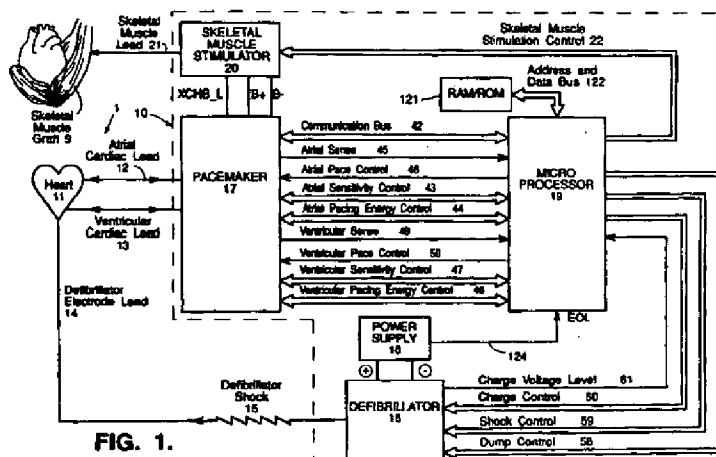 Skeletal
Muscle
Lead 21
SKELETAL
MUSCLE
STIMULATOR
20
Skeletal Muscle
Stimulation Control 22
XCHB_L
B+
B-
RAM/ROM
121
Address and
Data Bus 122
Skeletal
Muscle
Graft 9
1
10
Atrial
Cardiac Lead
12
Heart
11
Ventricular
Cardiac Lead
13
Defibrillator
Electrode Lead
14
PACEMAKER
17
Communication Bus 42
Atrial Sense 45
Atrial Pace Control 46
Atrial Sensitivity Control 43
Atrial Pacing Energy Control 44
Ventricular Sense 49
Ventricular Pace Control 50
Ventricular Sensitivity Control 47
Ventricular Pacing Energy Control
MICRO
PROCESSOR
19
EOL
POWER
SUPPLY
124
+
-
Defibrillator
Shock
15
DEFIBRILLATOR
Charge Voltage Level 61
Charge Control 60
Shock Control 59
Dump Control 58
FIG. 1.